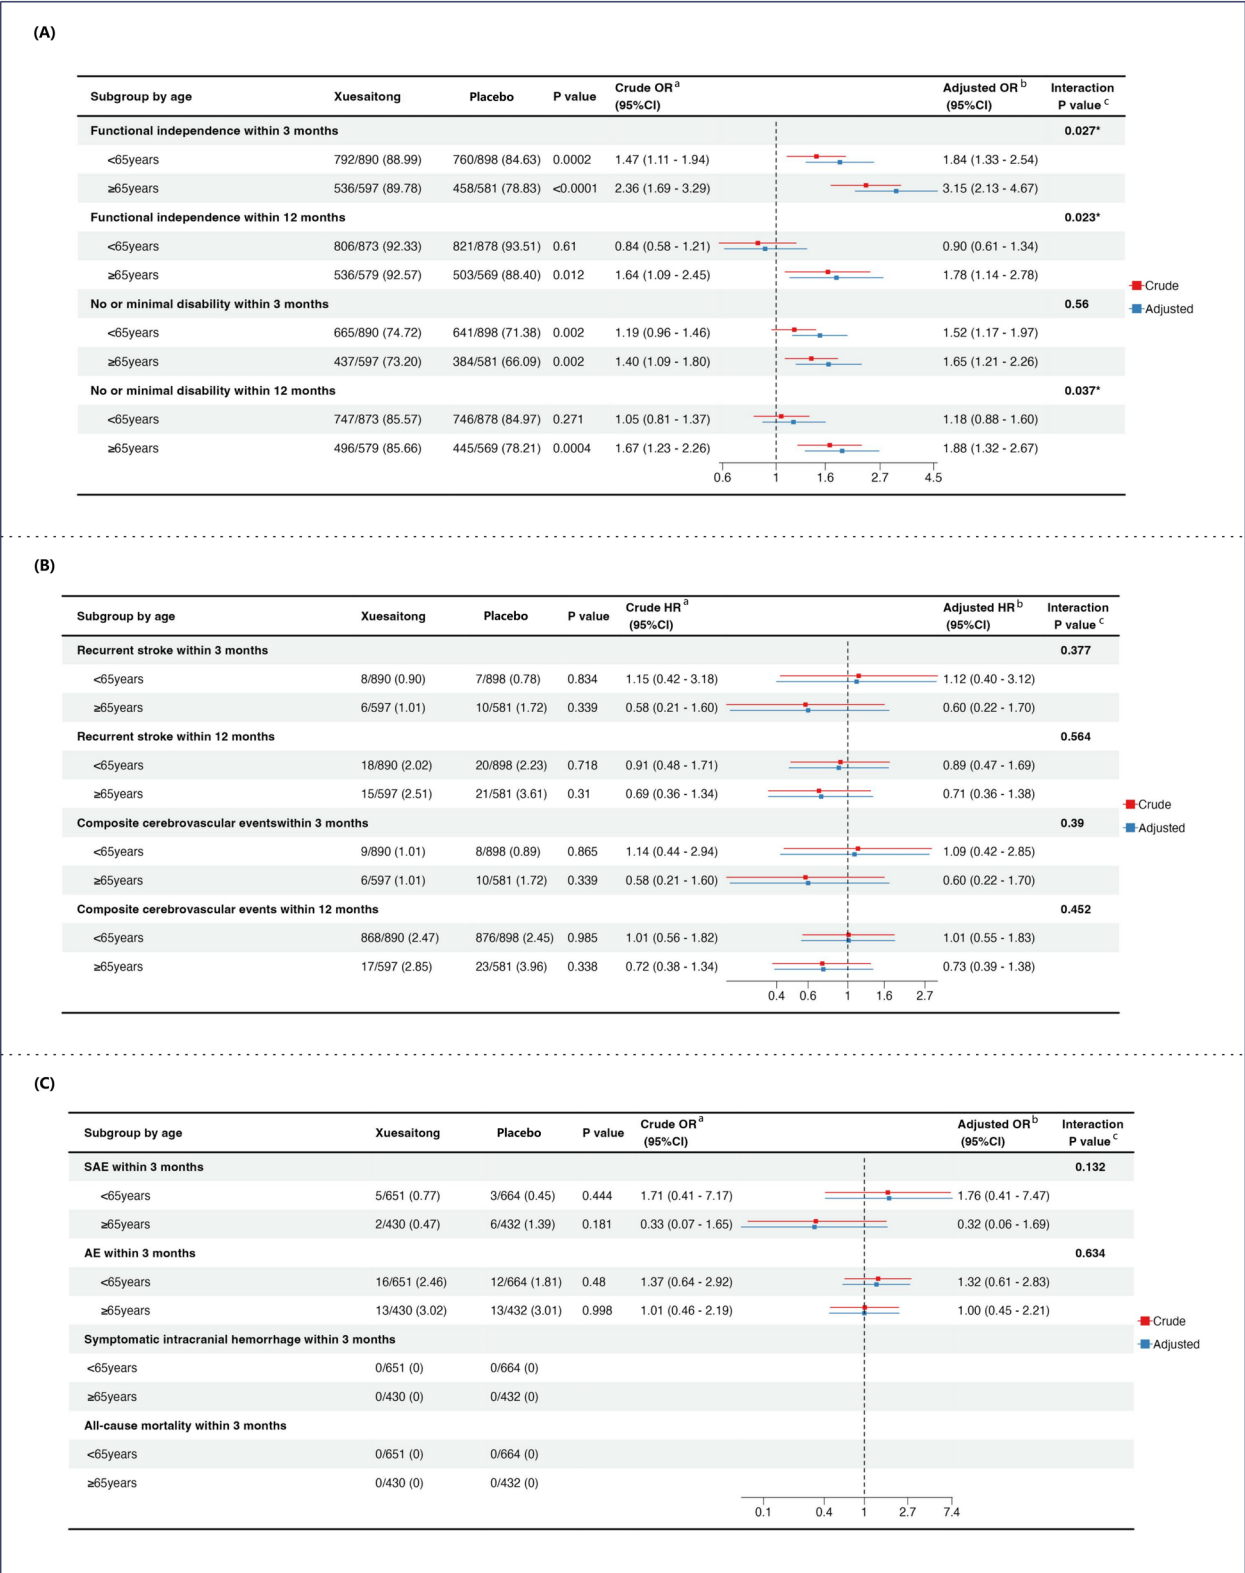 (A)
Subgroup by age Xuesaitong Placebo P value Crude OR a (95%CI) Adjusted OR b (95%CI) Interaction P value c
Functional independence within 3 months 0.027*
<65years 792/890 (88.99) 760/898 (84.63) 0.0002 1.47 (1.11 - 1.94) 1.84 (1.33 - 2.54)
≥65years 536/597 (89.78) 458/581 (78.83) <0.0001 2.36 (1.69 - 3.29) 3.15 (2.13 - 4.67)
Functional independence within 12 months 0.023*
<65years 806/873 (92.33) 821/878 (93.51) 0.61 0.84 (0.58 - 1.21) 0.90 (0.61 - 1.34)
≥65years 536/579 (92.57) 503/569 (88.40) 0.012 1.64 (1.09 - 2.45) 1.78 (1.14 - 2.78)
No or minimal disability within 3 months 0.56
<65years 665/890 (74.72) 641/898 (71.38) 0.002 1.19 (0.96 - 1.46) 1.52 (1.17 - 1.97)
≥65years 437/597 (73.20) 384/581 (66.09) 0.002 1.40 (1.09 - 1.80) 1.65 (1.21 - 2.26)
No or minimal disability within 12 months 0.037*
<65years 747/873 (85.57) 746/878 (84.97) 0.271 1.05 (0.81 - 1.37) 1.18 (0.88 - 1.60)
≥65years 496/579 (85.66) 445/569 (78.21) 0.0004 1.67 (1.23 - 2.26) 1.88 (1.32 - 2.67)
0.6 1 1.6 2.7 4.5
Crude
Adjusted
(B)
Subgroup by age Xuesaitong Placebo P value Crude HR a (95%CI) Adjusted HR b (95%CI) Interaction P value c
Recurrent stroke within 3 months 0.377
<65years 8/890 (0.90) 7/898 (0.78) 0.834 1.15 (0.42 - 3.18) 1.12 (0.40 - 3.12)
≥65years 6/597 (1.01) 10/581 (1.72) 0.339 0.58 (0.21 - 1.60) 0.60 (0.22 - 1.70)
Recurrent stroke within 12 months 0.564
<65years 18/890 (2.02) 20/898 (2.23) 0.718 0.91 (0.48 - 1.71) 0.89 (0.47 - 1.69)
≥65years 15/597 (2.51) 21/581 (3.61) 0.31 0.69 (0.36 - 1.34) 0.71 (0.36 - 1.38)
Composite cerebrovascular eventswithin 3 months 0.39
<65years 9/890 (1.01) 8/898 (0.89) 0.865 1.14 (0.44 - 2.94) 1.09 (0.42 - 2.85)
≥65years 6/597 (1.01) 10/581 (1.72) 0.339 0.58 (0.21 - 1.60) 0.60 (0.22 - 1.70)
Composite cerebrovascular events within 12 months 0.452
<65years 868/890 (2.47) 876/898 (2.45) 0.985 1.01 (0.56 - 1.82) 1.01 (0.55 - 1.83)
≥65years 17/597 (2.85) 23/581 (3.96) 0.338 0.72 (0.38 - 1.34) 0.73 (0.39 - 1.38)
0.4 0.6 1 1.6 2.7
Crude
Adjusted
(C)
Subgroup by age Xuesaitong Placebo P value Crude OR a (95%CI) Adjusted OR b (95%CI) Interaction P value c
SAE within 3 months 0.132
<65years 5/651 (0.77) 3/664 (0.45) 0.444 1.71 (0.41 - 7.17) 1.76 (0.41 - 7.47)
≥65years 2/430 (0.47) 6/432 (1.39) 0.181 0.33 (0.07 - 1.65) 0.32 (0.06 - 1.69)
AE within 3 months 0.634
<65years 16/651 (2.46) 12/664 (1.81) 0.48 1.37 (0.64 - 2.92) 1.32 (0.61 - 2.83)
≥65years 13/430 (3.02) 13/432 (3.01) 0.998 1.01 (0.46 - 2.19) 1.00 (0.45 - 2.21)
Symptomatic intracranial hemorrhage within 3 months
<65years 0/651 (0) 0/664 (0)
≥65years 0/430 (0) 0/432 (0)
All-cause mortality within 3 months
<65years 0/651 (0) 0/664 (0)
≥65years 0/430 (0) 0/432 (0)
0.1 0.4 1 2.7 7.4
Crude
Adjusted